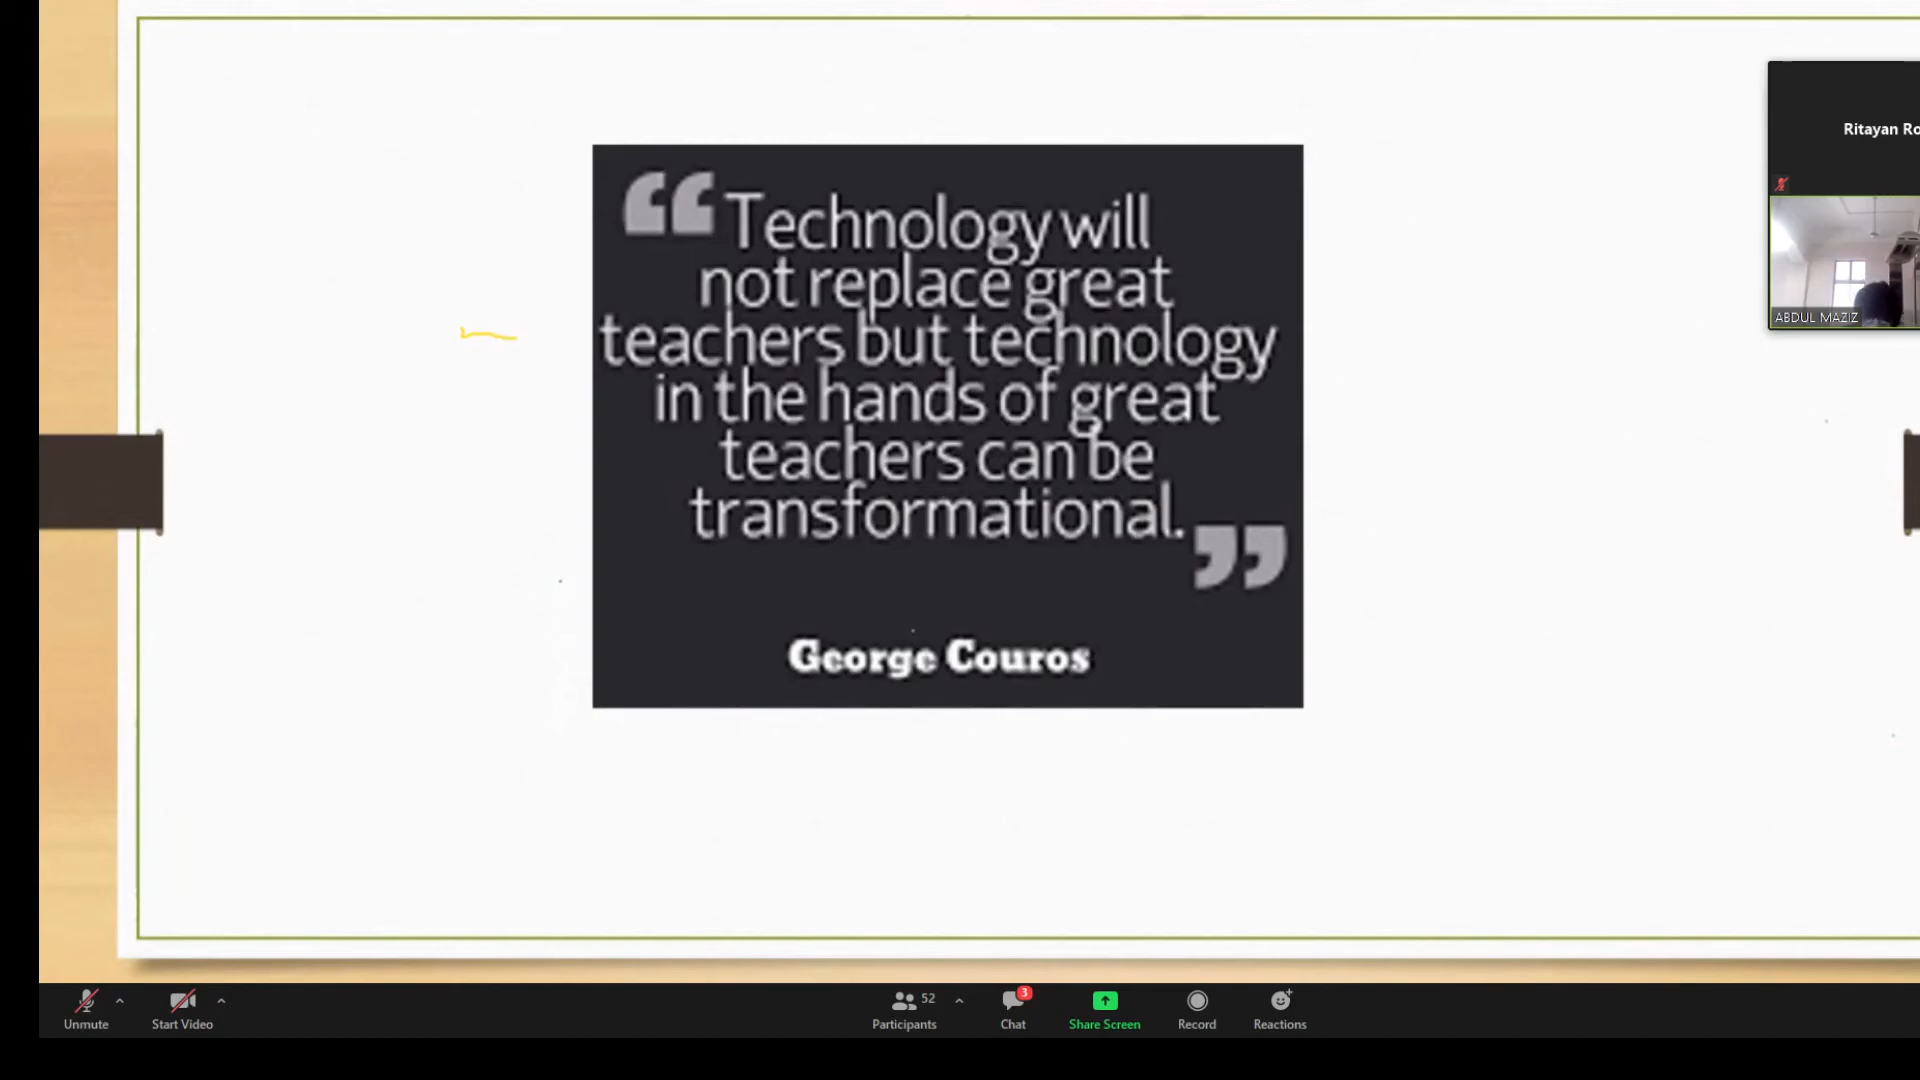 Technology will
not replace great
teachers but technology
in the hands of great
teachers can be
transformational.
George Couros
Ritayan
ABDUL MAZIZ
Unmute
Start Video
52
Participants
3
Chat
Share Screen
Record
Reactions